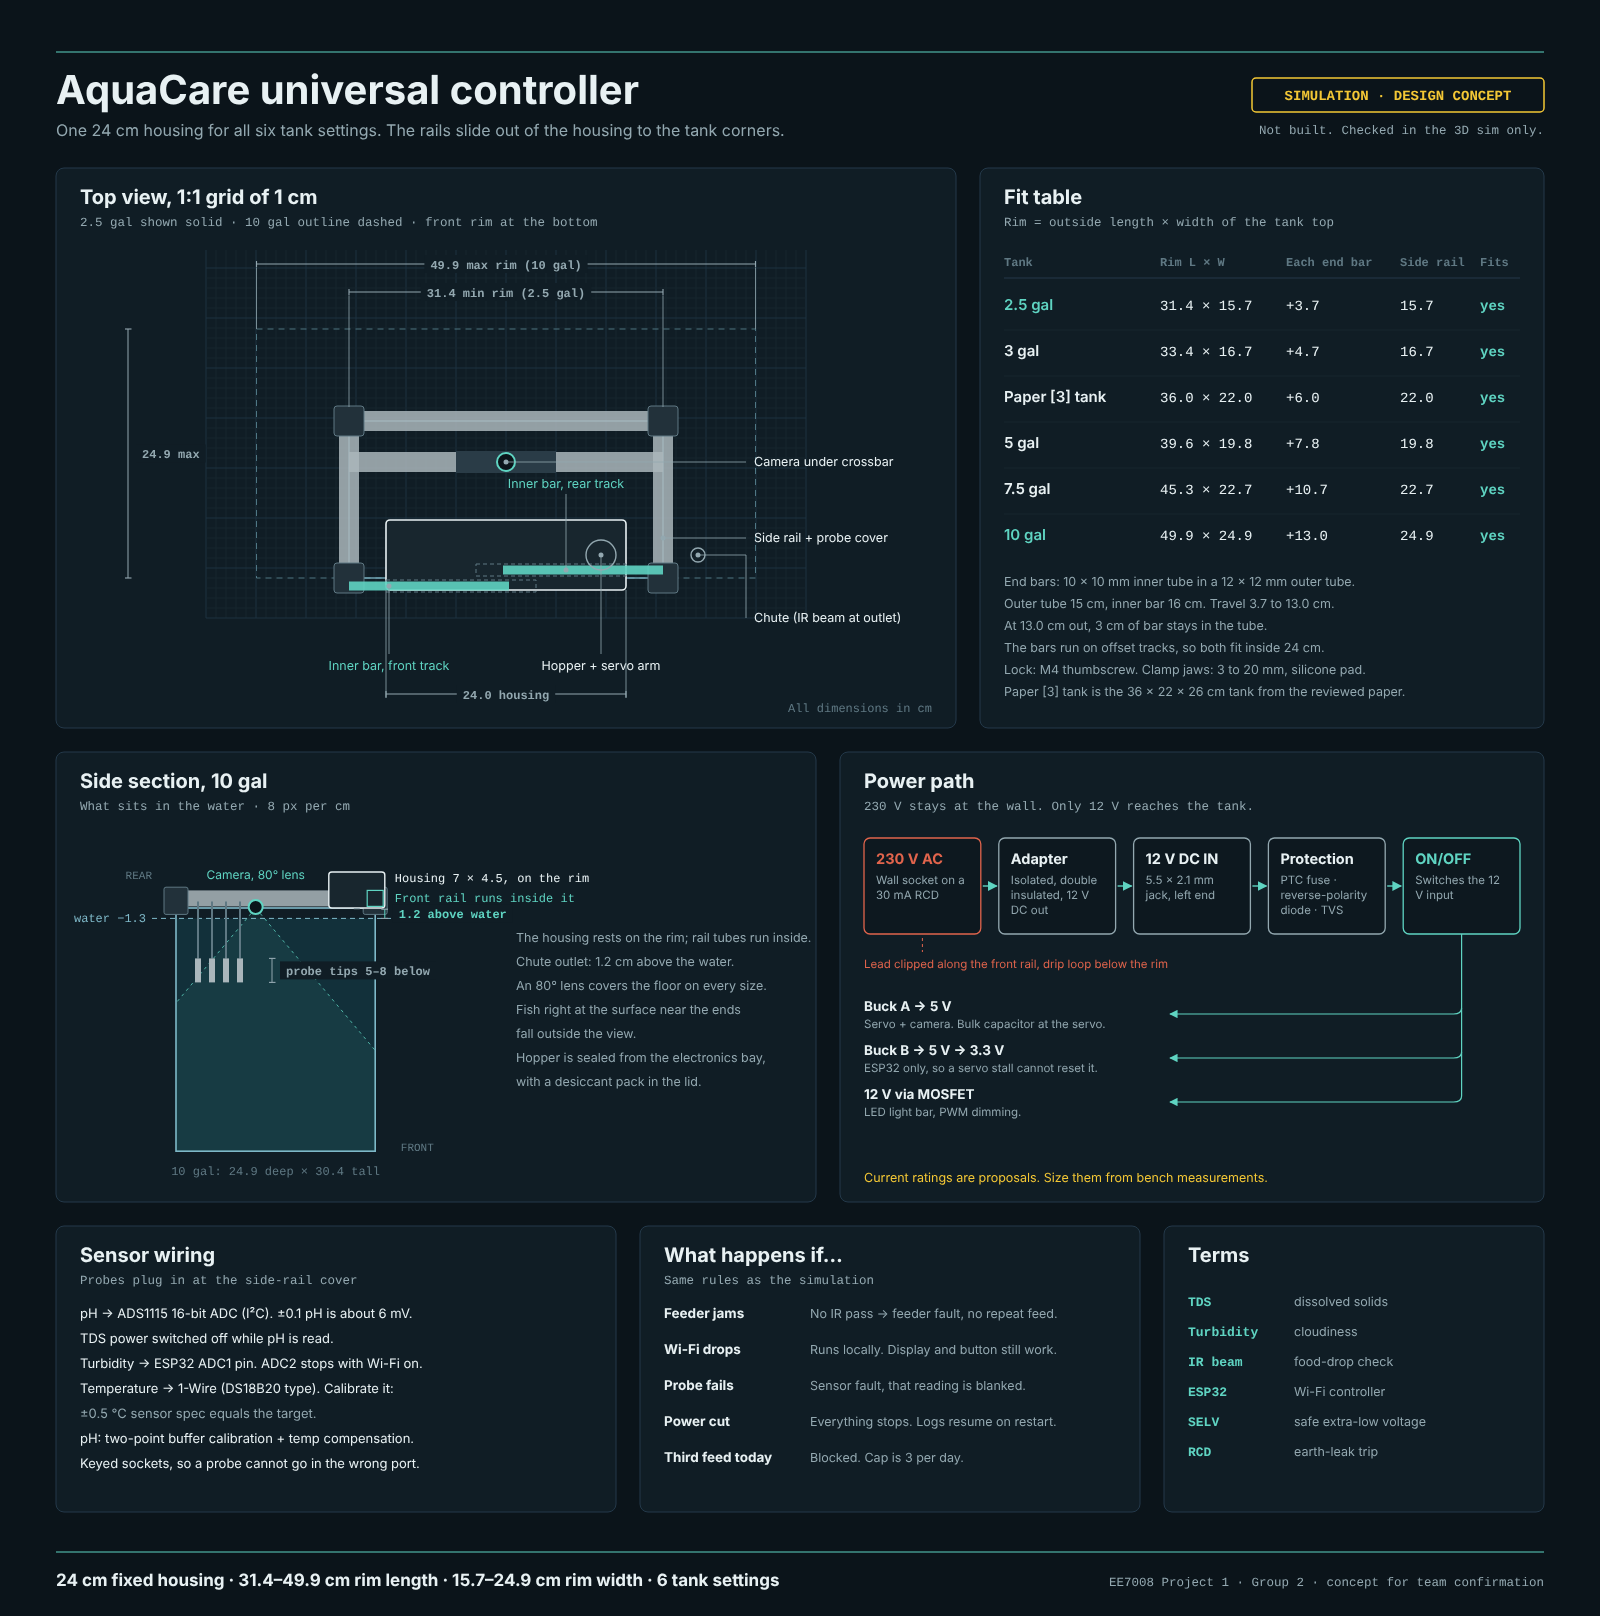 AquaCare universal controller
SIMULATION · DESIGN CONCEPT
One 24 cm housing for all six tank settings. The rails slide out of the housing to the tank corners.
Not built. Checked in the 3D sim only.
Top view, 1:1 grid of 1 cm
2.5 gal shown solid · 10 gal outline dashed · front rim at the bottom
49.9 max rim (10 gal)
31.4 min rim (2.5 gal)
24.9 max
Camera under crossbar
Inner bar, rear track
Side rail + probe cover
Chute (IR beam at outlet)
Inner bar, front track
Hopper + servo arm
24.0 housing
All dimensions in cm
Fit table
Rim = outside length × width of the tank top
Tank Rim L × W Each end bar Side rail Fits
2.5 gal 31.4 × 15.7 +3.7 15.7 yes
3 gal 33.4 × 16.7 +4.7 16.7 yes
Paper [3] tank 36.0 × 22.0 +6.0 22.0 yes
5 gal 39.6 × 19.8 +7.8 19.8 yes
7.5 gal 45.3 × 22.7 +10.7 22.7 yes
10 gal 49.9 × 24.9 +13.0 24.9 yes
End bars: 10 × 10 mm inner tube in a 12 × 12 mm outer tube.
Outer tube 15 cm, inner bar 16 cm. Travel 3.7 to 13.0 cm.
At 13.0 cm out, 3 cm of bar stays in the tube.
The bars run on offset tracks, so both fit inside 24 cm.
Lock: M4 thumbscrew. Clamp jaws: 3 to 20 mm, silicone pad.
Paper [3] tank is the 36 × 22 × 26 cm tank from the reviewed paper.
Side section, 10 gal
What sits in the water · 8 px per cm
REAR
Camera, 80° lens
Housing 7 × 4.5, on the rim
Front rail runs inside it
1.2 above water
water −1.3
probe tips 5–8 below
The housing rests on the rim; rail tubes run inside.
Chute outlet: 1.2 cm above the water.
An 80° lens covers the floor on every size.
Fish right at the surface near the ends
fall outside the view.
Hopper is sealed from the electronics bay,
with a desiccant pack in the lid.
FRONT
10 gal: 24.9 deep × 30.4 tall
Power path
230 V stays at the wall. Only 12 V reaches the tank.
230 V AC
Wall socket on a
30 mA RCD
Adapter
Isolated, double
insulated, 12 V
DC out
12 V DC IN
5.5 × 2.1 mm
jack, left end
Protection
PTC fuse ·
reverse-polarity
diode · TVS
ON/OFF
Switches the 12
V input
Lead clipped along the front rail, drip loop below the rim
Buck A → 5 V
Servo + camera. Bulk capacitor at the servo.
Buck B → 5 V → 3.3 V
ESP32 only, so a servo stall cannot reset it.
12 V via MOSFET
LED light bar, PWM dimming.
Current ratings are proposals. Size them from bench measurements.
Sensor wiring
Probes plug in at the side-rail cover
pH → ADS1115 16-bit ADC (I²C). ±0.1 pH is about 6 mV.
TDS power switched off while pH is read.
Turbidity → ESP32 ADC1 pin. ADC2 stops with Wi-Fi on.
Temperature → 1-Wire (DS18B20 type). Calibrate it:
±0.5 °C sensor spec equals the target.
pH: two-point buffer calibration + temp compensation.
Keyed sockets, so a probe cannot go in the wrong port.
What happens if…
Same rules as the simulation
Feeder jams No IR pass → feeder fault, no repeat feed.
Wi-Fi drops Runs locally. Display and button still work.
Probe fails Sensor fault, that reading is blanked.
Power cut Everything stops. Logs resume on restart.
Third feed today Blocked. Cap is 3 per day.
Terms
TDS dissolved solids
Turbidity cloudiness
IR beam food-drop check
ESP32 Wi-Fi controller
SELV safe extra-low voltage
RCD earth-leak trip
24 cm fixed housing · 31.4–49.9 cm rim length · 15.7–24.9 cm rim width · 6 tank settings
EE7008 Project 1 · Group 2 · concept for team confirmation